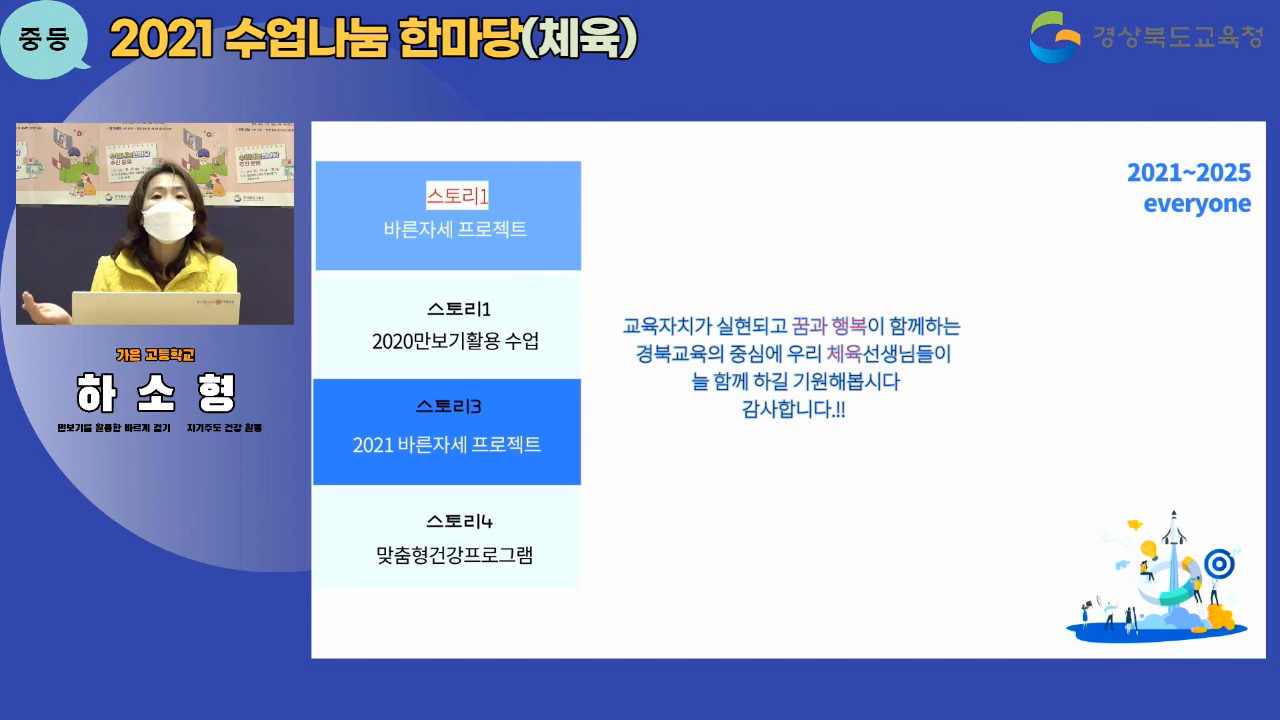 중등
2021 수업나눔 한마당(체육)
경상북도교육청
가은 고등학교
하 소 형
만보기를 활용한 바르게 걷기 자기주도 건강 활동
스토리1
바른자세 프로젝트
스토리1
2020만보기활용 수업
스토리3
2021 바른자세 프로젝트
스토리4
맞춤형건강프로그램
2021~2025
everyone
교육자치가 실현되고 꿈과 행복이 함께하는
경북교육의 중심에 우리 체육선생님들이
늘 함께 하길 기원해봅시다
감사합니다.!!